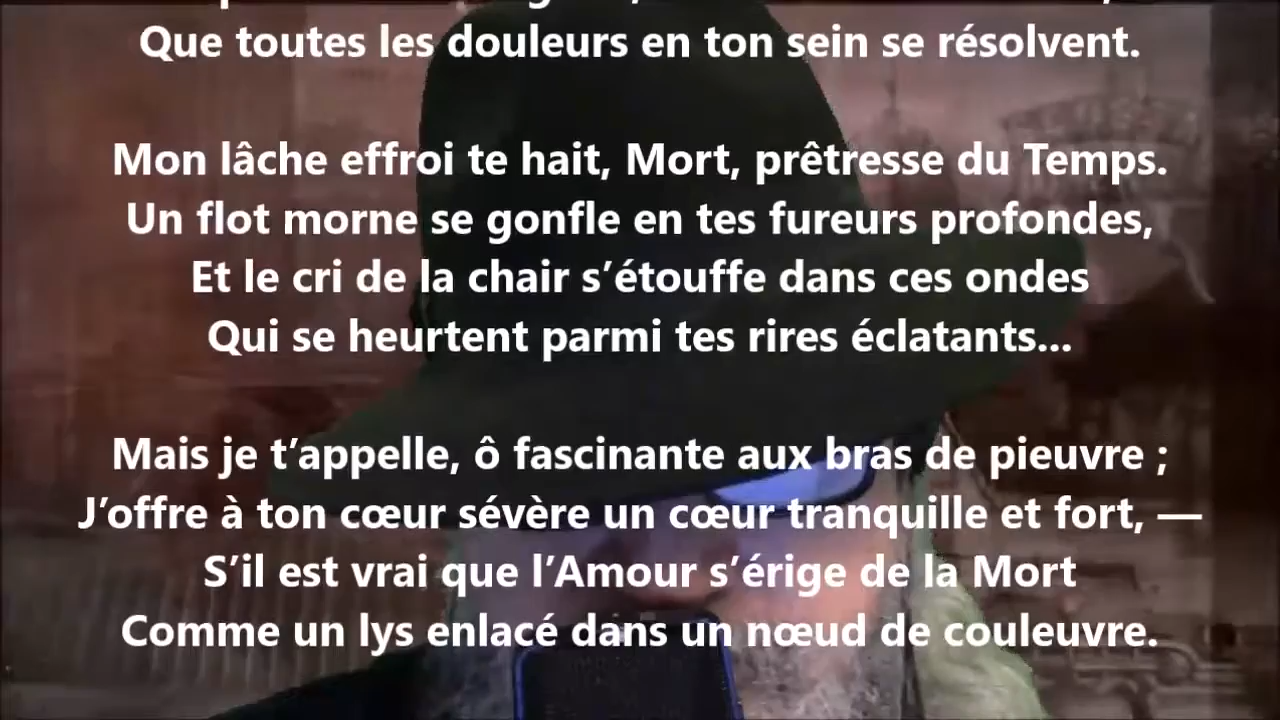 Que toutes les douleurs en ton sein se résolvent.
Mon lâche effroi te hait, Mort, prêtresse du Temps.
Un flot morne se gonfle en tes fureurs profondes,
Et le cri de la chair s’étouffe dans ces ondes
Qui se heurtent parmi tes rires éclatants...
Mais je t’appelle, ô fascinante aux bras de pieuvre ;
J’offre à ton cœur sévère un cœur tranquille et fort, —
S’il est vrai que l’Amour s’érige de la Mort
Comme un lys enlacé dans un nœud de couleuvre.